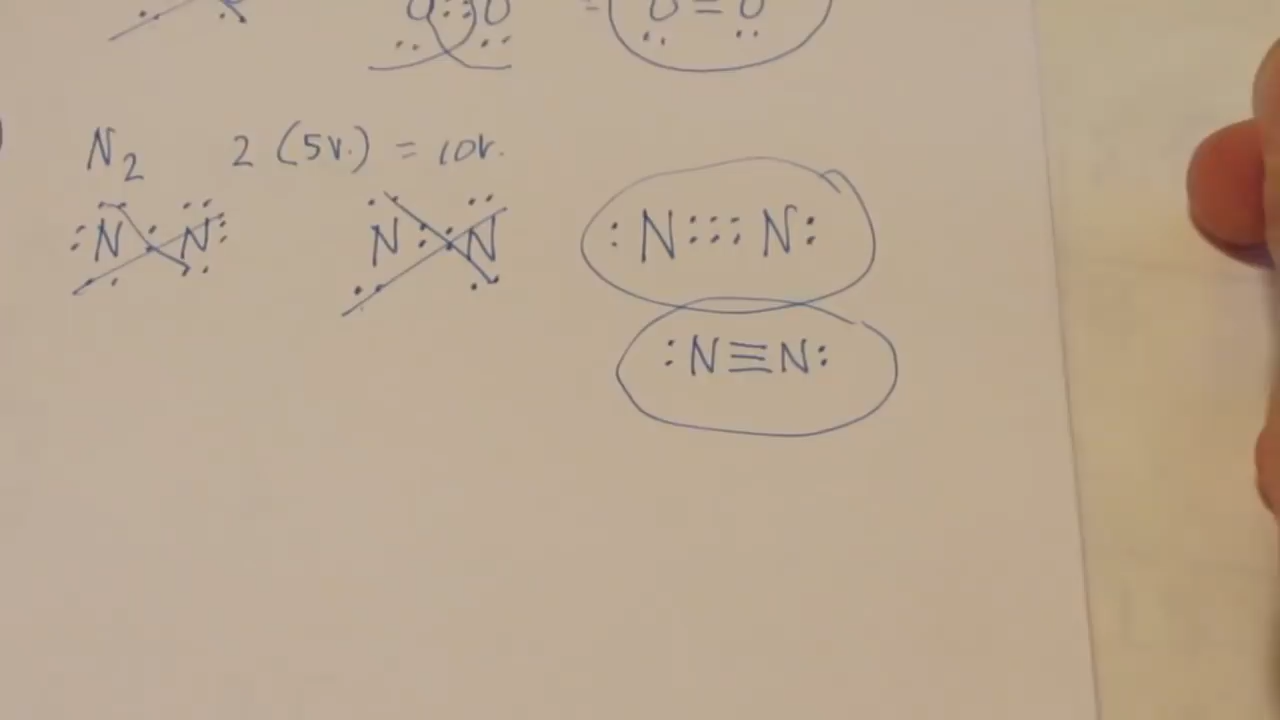 O::O = O=O
N2 2 (5v.) = 10v.
:N:N: N::N :N:::N:
:N≡N: